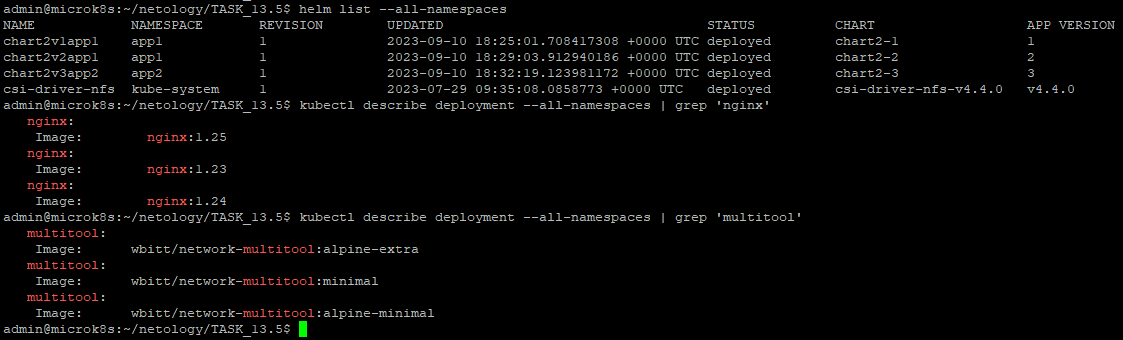 admin@microk8s:~/netology/TASK_13.5$ helm list --all-namespaces
NAME NAMESPACE REVISION UPDATED STATUS CHART APP VERSION
chart2v1app1 app1 1 2023-09-10 18:25:01.708417308 +0000 UTC deployed chart2-1 1
chart2v2app1 app1 1 2023-09-10 18:29:03.912940186 +0000 UTC deployed chart2-2 2
chart2v3app2 app2 1 2023-09-10 18:32:19.123981172 +0000 UTC deployed chart2-3 3
csi-driver-nfs kube-system 1 2023-07-29 09:35:08.0858773 +0000 UTC deployed csi-driver-nfs-v4.4.0 v4.4.0
admin@microk8s:~/netology/TASK_13.5$ kubectl describe deployment --all-namespaces | grep 'nginx'
nginx:
Image: nginx:1.25
nginx:
Image: nginx:1.23
nginx:
Image: nginx:1.24
admin@microk8s:~/netology/TASK_13.5$ kubectl describe deployment --all-namespaces | grep 'multitool'
multitool:
Image: wbitt/network-multitool:alpine-extra
multitool:
Image: wbitt/network-multitool:minimal
multitool:
Image: wbitt/network-multitool:alpine-minimal
admin@microk8s:~/netology/TASK_13.5$